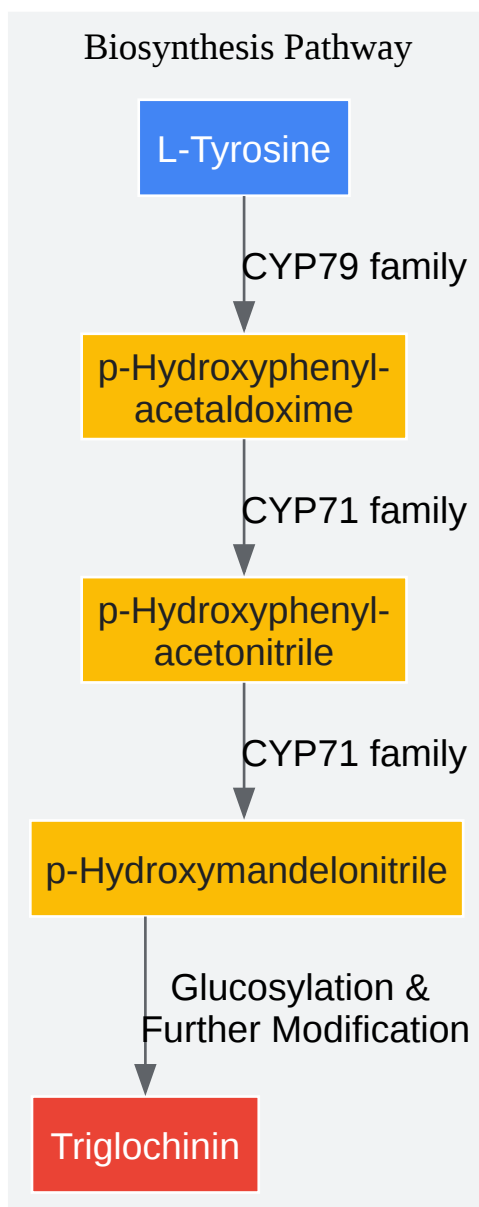 Biosynthesis Pathway
L-Tyrosine
CYP79 family
p-Hydroxyphenyl-
acetaldoxime
CYP71 family
p-Hydroxyphenyl-
acetonitrile
CYP71 family
p-Hydroxymandelonitrile
Glucosylation &
Further Modification
Triglochinin